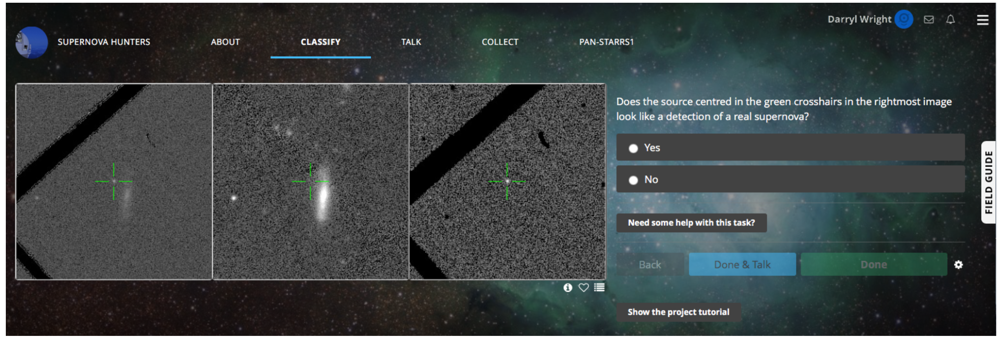 Darryl Wright
SUPERNOVA HUNTERS
ABOUT
CLASSIFY
TALK
COLLECT
PAN-STARRS1
Does the source centred in the green crosshairs in the rightmost image
look like a detection of a real supernova?
Yes
No
FIELD GUIDE
Need some help with this task?
Back
Done & Talk
Done
Show the project tutorial